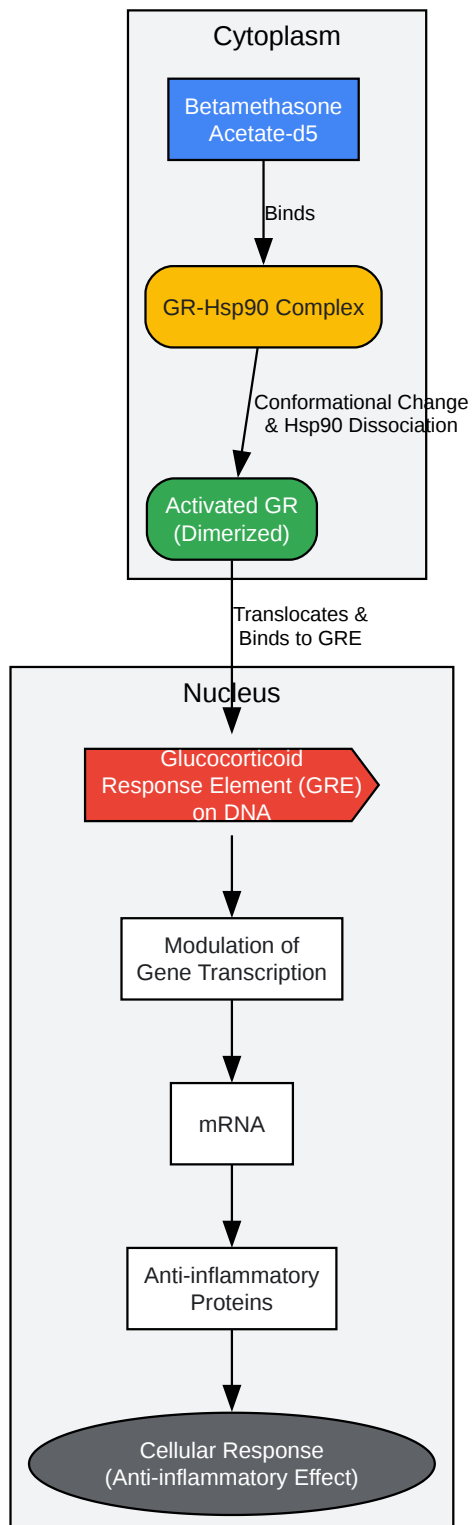 Cytoplasm
Betamethasone
Acetate-d5
Binds
GR-Hsp90 Complex
Conformational Change
& Hsp90 Dissociation
Activated GR
(Dimerized)
Translocates &
Binds to GRE
Nucleus
Glucocorticoid
Response Element (GRE)
on DNA
Modulation of
Gene Transcription
mRNA
Anti-inflammatory
Proteins
Cellular Response
(Anti-inflammatory Effect)